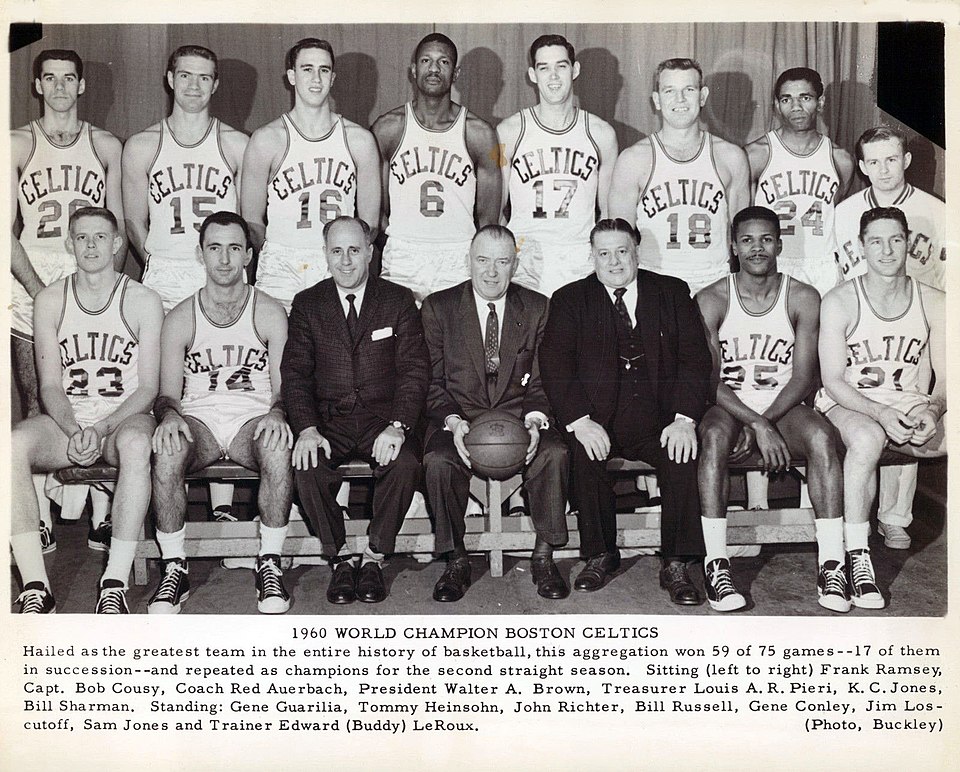 CELTICS CELTICS CELTICS CELTICS CELTICS CELTICS CELTICS CELTICS
15 16 6 17 18 24
CELTICS CELTICS CELTICS CELTICS
23 14 25 21
1960 WORLD CHAMPION BOSTON CELTICS
Hailed as the greatest team in the entire history of basketball, this aggregation won 59 of 75 games--17 of them
in succession--and repeated as champions for the second straight season. Sitting (left to right) Frank Ramsey,
Capt. Bob Cousy, Coach Red Auerbach, President Walter A. Brown, Treasurer Louis A. R. Pieri, K. C. Jones,
Bill Sharman. Standing: Gene Guarilia, Tommy Heinsohn, John Richter, Bill Russell, Gene Conley, Jim Los-
cutoff, Sam Jones and Trainer Edward (Buddy) LeRoux. (Photo, Buckley)